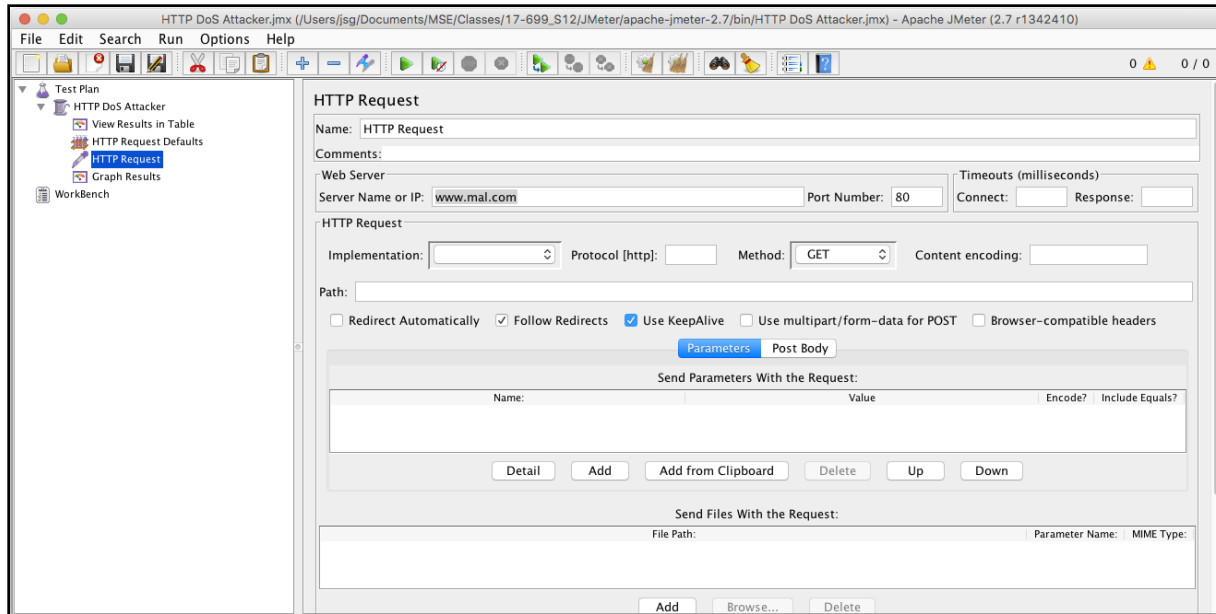 HTTP DoS Attacker.jmx (/Users/jsg/Documents/MSE/Classes/17-699_S12/JMeter/apache-jmeter-2.7/bin/HTTP DoS Attacker.jmx) - Apache JMeter (2.7 r1342410)
File Edit Search Run Options Help
0 0 / 0
Test Plan
HTTP DoS Attacker
View Results in Table
HTTP Request Defaults
HTTP Request
Graph Results
WorkBench
HTTP Request
Name: HTTP Request
Comments:
Web Server
Server Name or IP: www.mal.com Port Number: 80
Timeouts (milliseconds)
Connect: Response:
HTTP Request
Implementation: Protocol [http]: Method: GET Content encoding:
Path:
Redirect Automatically Follow Redirects Use KeepAlive Use multipart/form-data for POST Browser-compatible headers
Parameters Post Body
Send Parameters With the Request:
Name: Value Encode? Include Equals?
Detail Add Add from Clipboard Delete Up Down
Send Files With the Request:
File Path: Parameter Name: MIME Type:
Add Browse... Delete